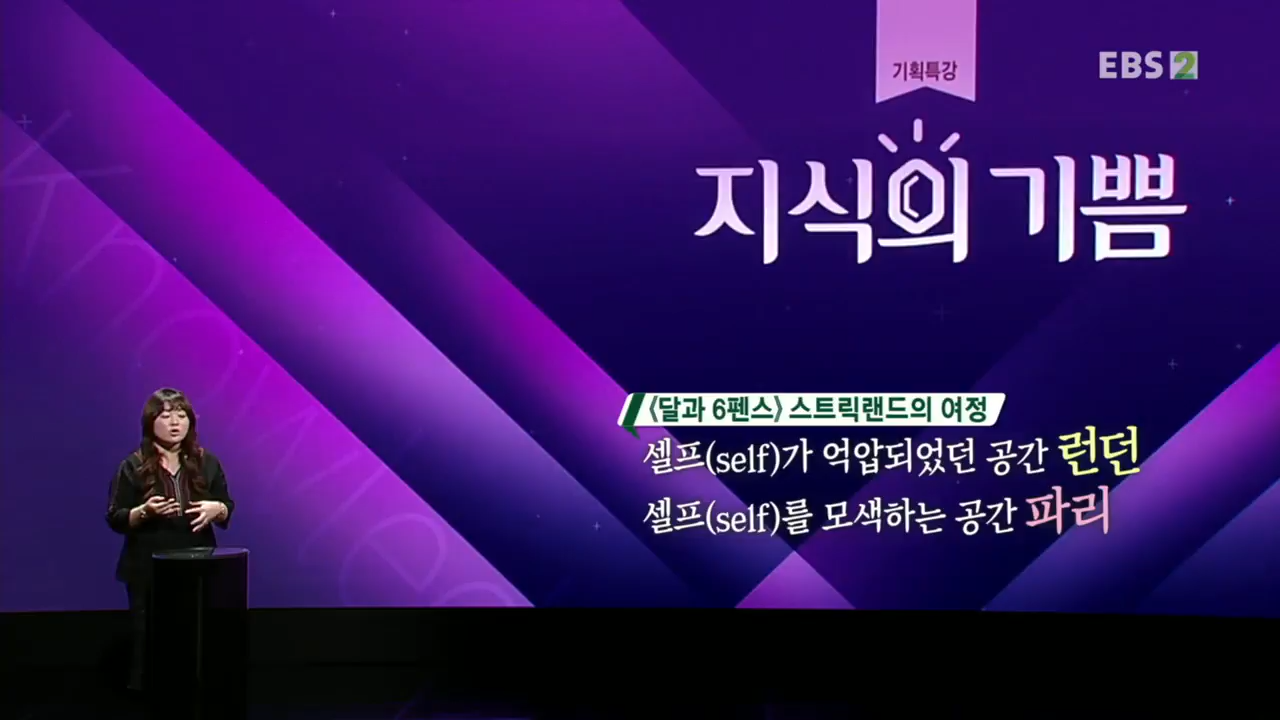 기획특강
EBS 2
지식의 기쁨
《달과 6펜스》 스트릭랜드의 여정
셀프(self)가 억압되었던 공간 런던
셀프(self)를 모색하는 공간 파리